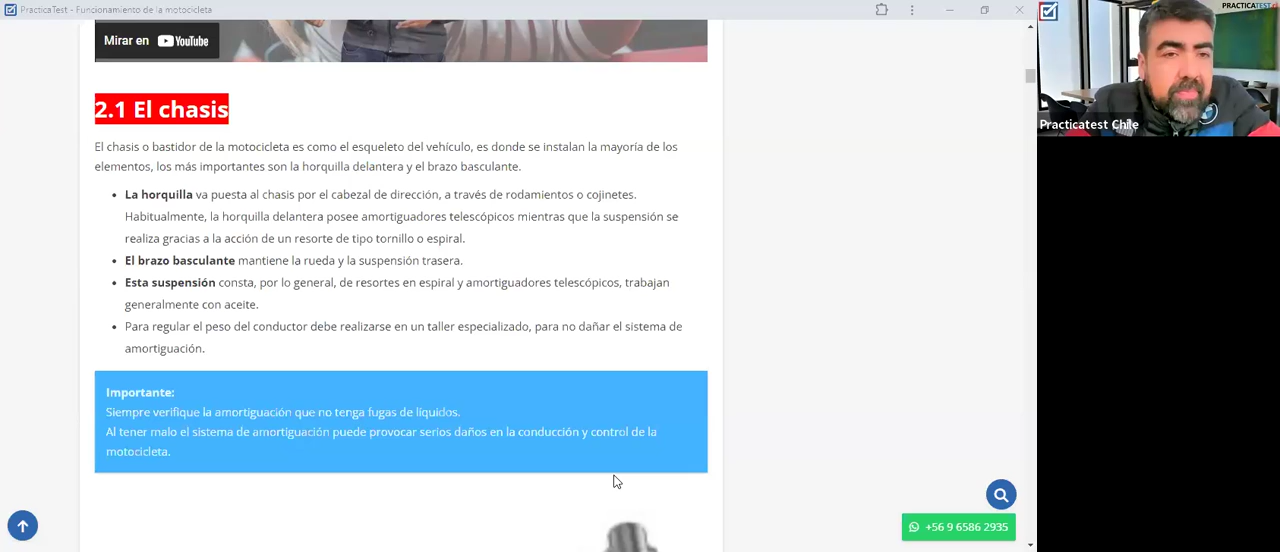 PracticaTest - Funcionamiento de la motocicleta
PRACTICATEST.C
Mirar en YouTube
Practicatest Chile
2.1 El chasis
El chasis o bastidor de la motocicleta es como el esqueleto del vehículo, es donde se instalan la mayoría de los
elementos, los más importantes son la horquilla delantera y el brazo basculante.
La horquilla va puesta al chasis por el cabezal de dirección, a través de rodamientos o cojinetes.
Habitualmente, la horquilla delantera posee amortiguadores telescópicos mientras que la suspensión se
realiza gracias a la acción de un resorte de tipo tornillo o espiral.
El brazo basculante mantiene la rueda y la suspensión trasera.
Esta suspensión consta, por lo general, de resortes en espiral y amortiguadores telescópicos, trabajan
generalmente con aceite.
Para regular el peso del conductor debe realizarse en un taller especializado, para no dañar el sistema de
amortiguación.
Importante:
Siempre verifique la amortiguación que no tenga fugas de líquidos.
Al tener malo el sistema de amortiguación puede provocar serios daños en la conducción y control de la
motocicleta.
+56 9 6586 2935